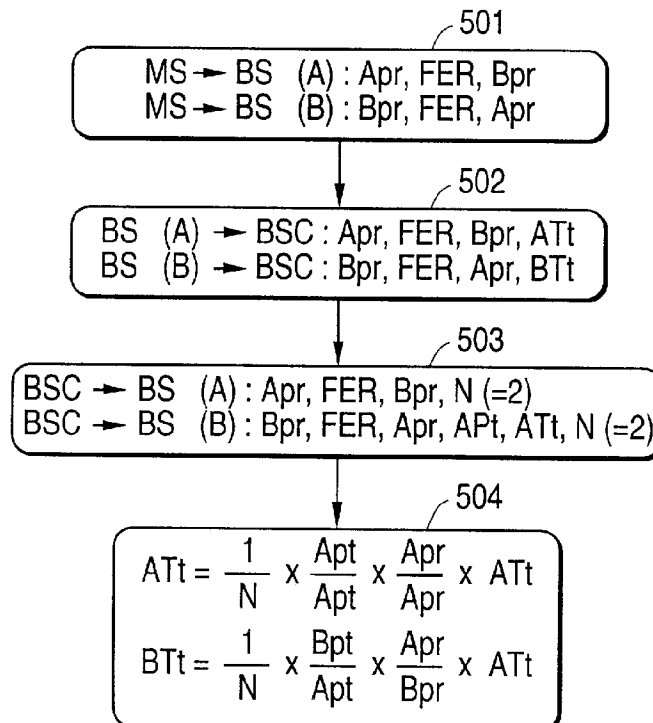 501
MS → BS (A) : Apr, FER, Bpr
MS → BS (B) : Bpr, FER, Apr
502
BS (A) → BSC : Apr, FER, Bpr, ATt
BS (B) → BSC : Bpr, FER, Apr, BTt
503
BSC → BS (A) : Apr, FER, Bpr, N (=2)
BSC → BS (B) : Bpr, FER, Apr, APt, ATt, N (=2)
504
ATt = 1/N x Apt/Apt x Apr/Apr x ATt
BTt = 1/N x Bpt/Apt x Apr/Bpr x ATt